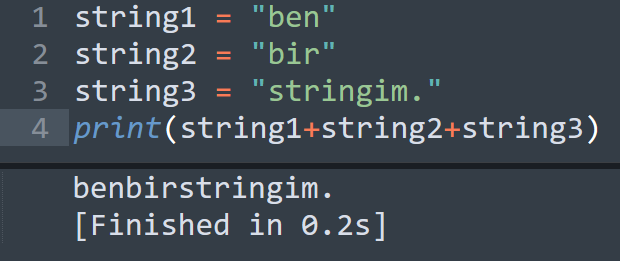 1 string1 = "ben"
2 string2 = "bir"
3 string3 = "stringim."
4 print(string1+string2+string3)
benbirstringim.
[Finished in 0.2s]